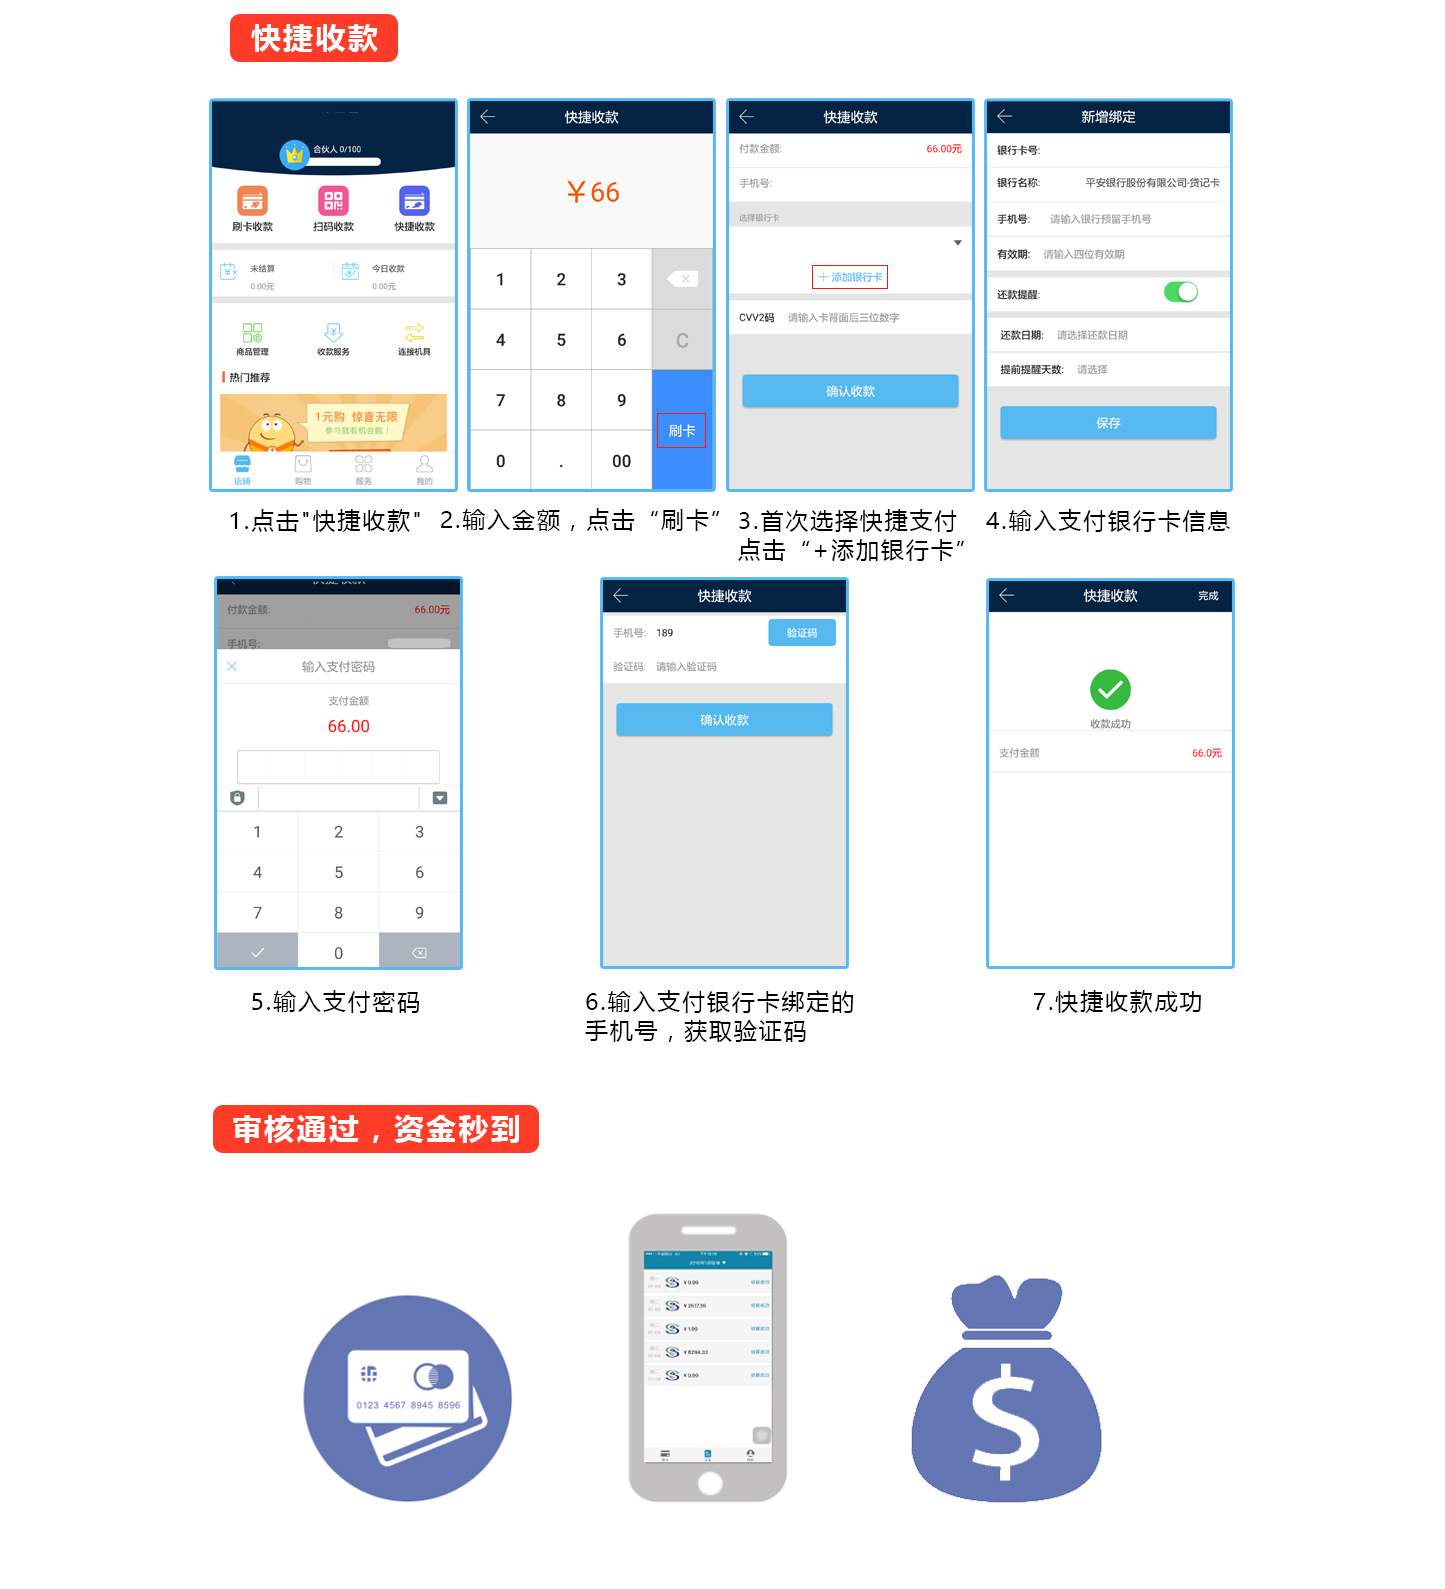 快捷收款
合伙人 0/100
刷卡收款 扫码收款 快捷收款
未结算 今日收款
0.00元 0.00元
商品管理 收款服务 连接机具
热门推荐
1元购 惊喜无限
参与就有机会哦！
店铺 购物 服务 我的
快捷收款
￥66
1 2 3
4 5 6 C
7 8 9
刷卡
0 . 00
快捷收款
付款金额: 66.00元
手机号:
选择银行卡
+ 添加银行卡
CVV2码 请输入卡背面后三位数字
确认收款
新增绑定
银行卡号:
银行名称: 平安银行股份有限公司-贷记卡
手机号: 请输入银行预留手机号
有效期: 请输入四位有效期
还款提醒:
还款日期: 请选择还款日期
提前提醒天数: 请选择
保存
1.点击"快捷收款"
2.输入金额，点击“刷卡”
3.首次选择快捷支付
点击“+添加银行卡”
4.输入支付银行卡信息
快捷收款
付款金额: 66.00元
手机号:
输入支付密码
支付金额
66.00
1 2 3
4 5 6
7 8 9
0
快捷收款
手机号: 189 验证码
验证码: 请输入验证码
确认收款
快捷收款 完成
收款成功
支付金额 66.0元
5.输入支付密码
6.输入支付银行卡绑定的
手机号，获取验证码
7.快捷收款成功
审核通过，资金秒到
0123 4567 8945 8596
¥ 0.99
¥ 2617.36
¥ 1.99
¥ 8294.32
¥ 0.99
$